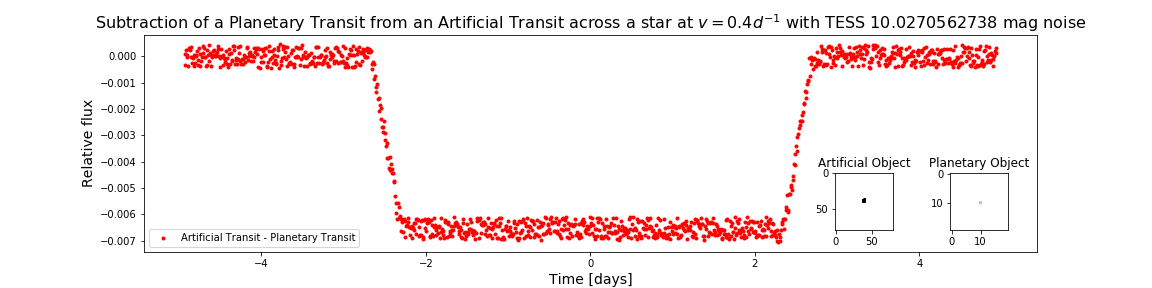 Subtraction of a Planetary Transit from an Artificial Transit across a star at v = 0.4d⁻¹ with TESS 10.0270562738 mag noise
Relative flux
0.000
−0.001
−0.002
−0.003
−0.004
−0.005
−0.006
−0.007
Artificial Transit - Planetary Transit
Artificial Object
0
50
0 50
Planetary Object
0
10
0 10
−4 −2 0 2 4
Time [days]